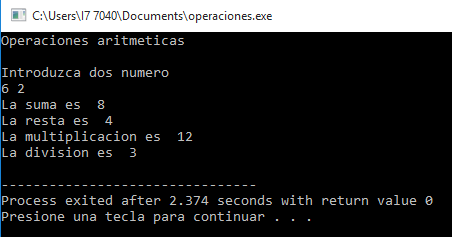 C:\Users\I7 7040\Documents\operaciones.exe
Operaciones aritmeticas
Introduzca dos numero
6 2
La suma es  8
La resta es  4
La multiplicacion es  12
La division es  3
--------------------------------
Process exited after 2.374 seconds with return value 0
Presione una tecla para continuar . . .